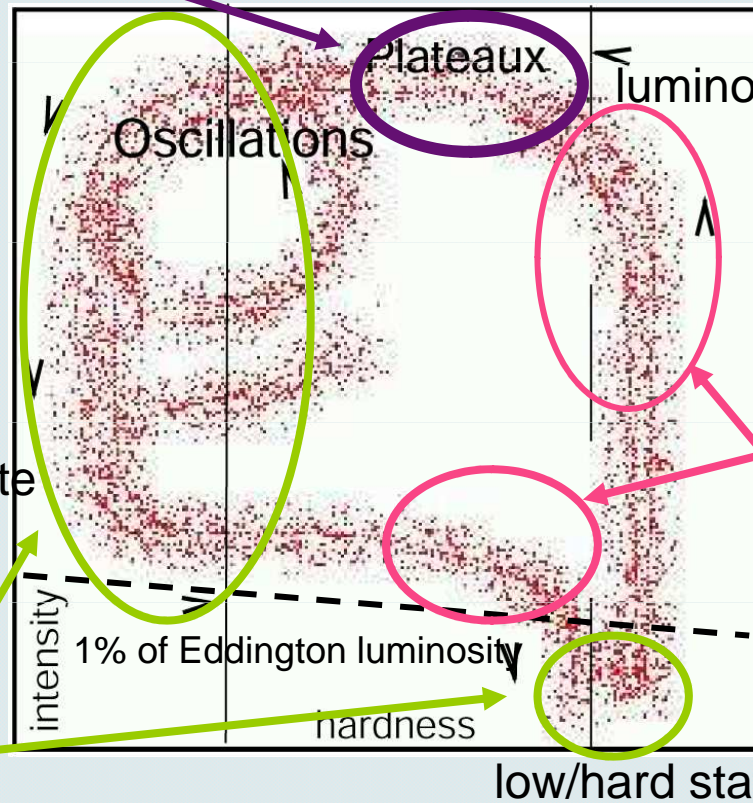 Plateaux
lumino
Oscillations
te
1% of Eddington luminosity
intensity
hardness
low/hard sta